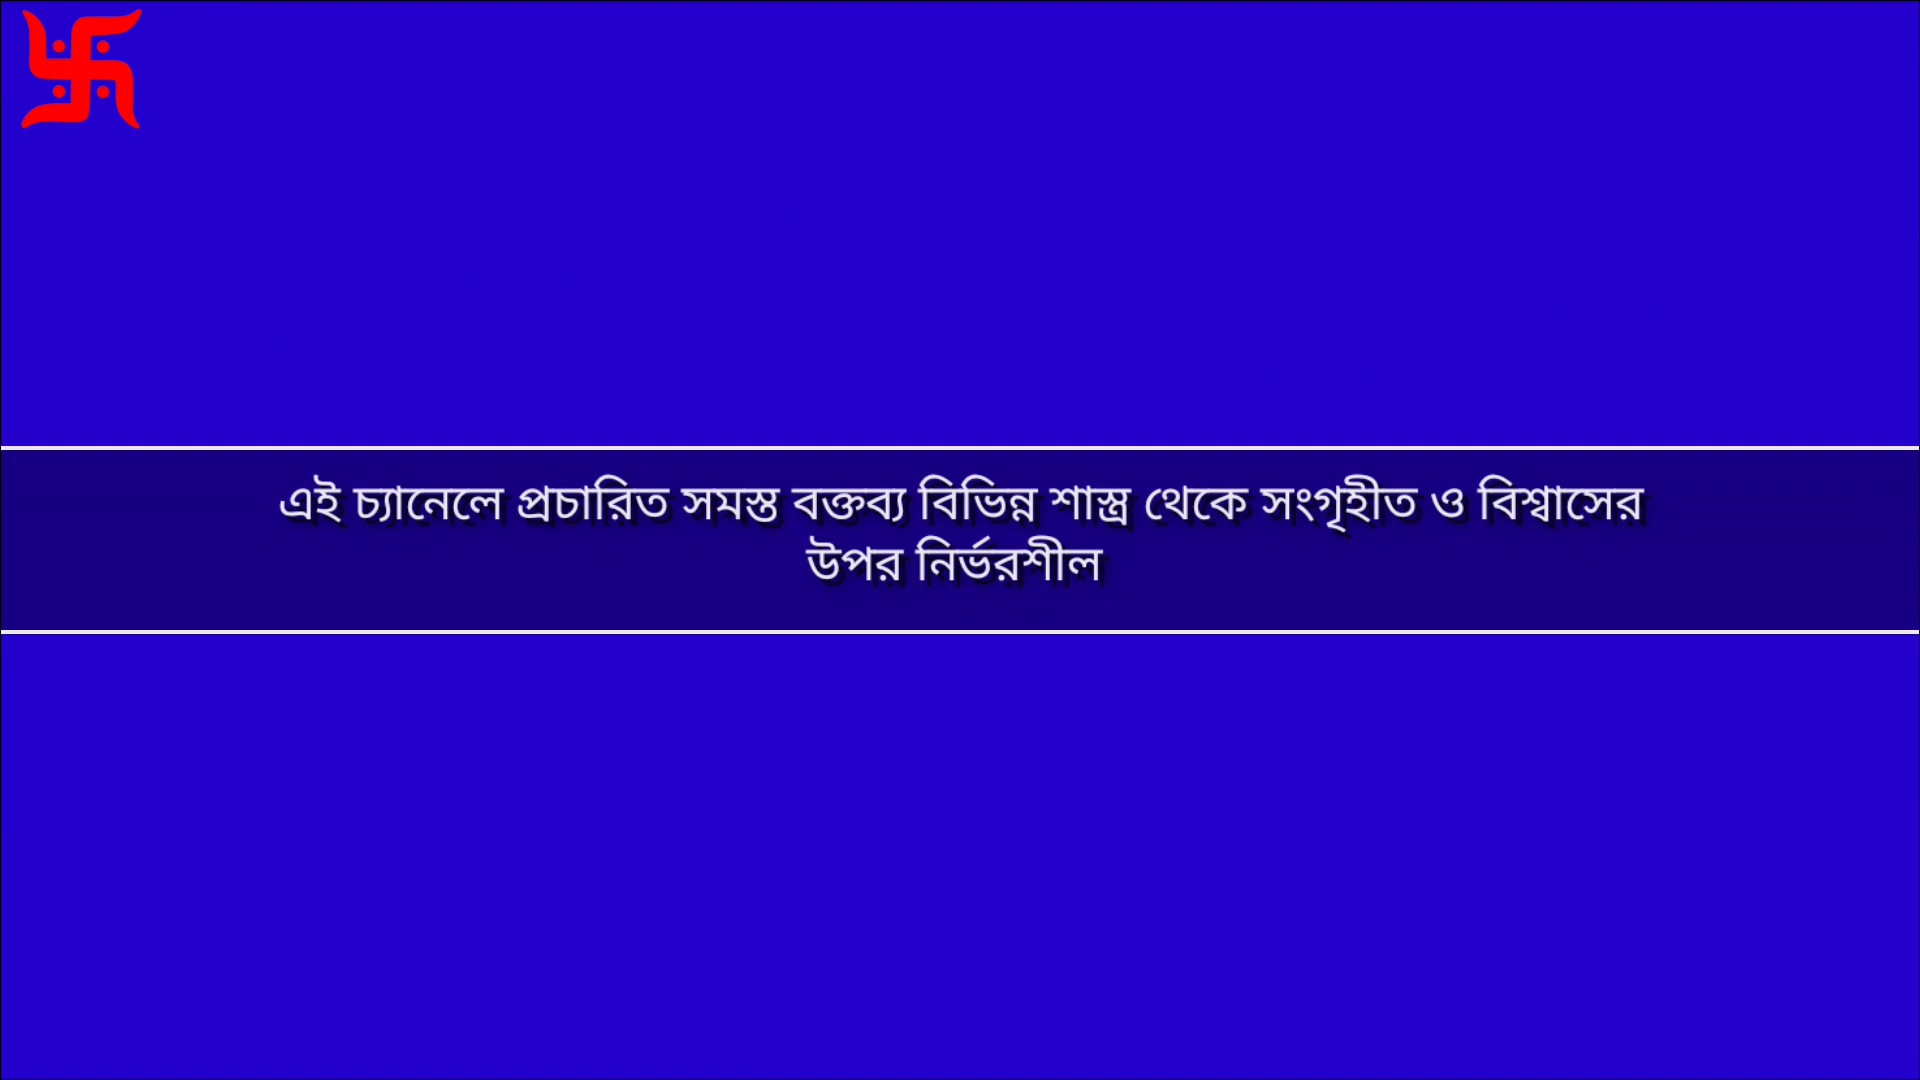 এই চ্যানেলে প্রচারিত সমস্ত বক্তব্য বিভিন্ন শাস্ত্র থেকে সংগৃহীত ও বিশ্বাসের
উপর নির্ভরশীল